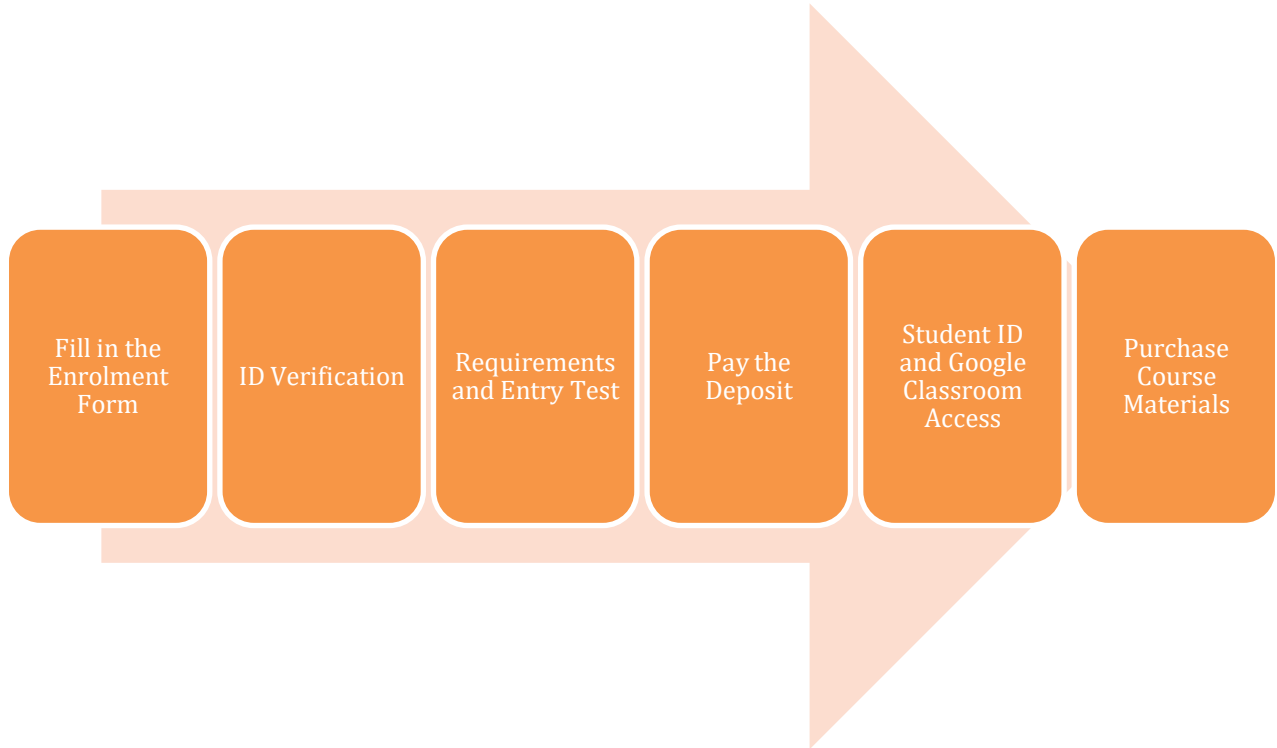 Fill in the
Enrolment
Form
ID Verification
Requirements
and Entry Test
Pay the
Deposit
Student ID
and Google
Classroom
Access
Purchase
Course
Materials